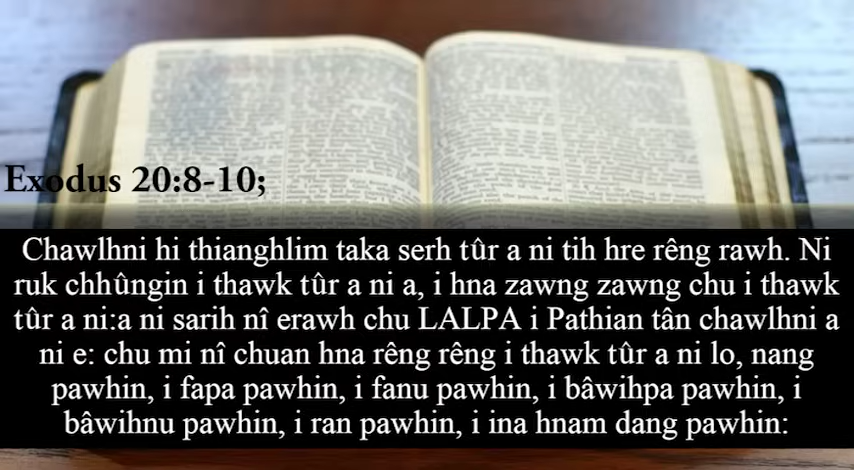 Exodus 20:8-10;
Chawlhni hi thianghlim taka serh tûr a ni tih hre rêng rawh. Ni
ruk chhûngin i thawk tûr a ni a, i hna zawng zawng chu i thawk
tûr a ni:a ni sarih nî erawh chu LALPA i Pathian tân chawlhni a
ni e: chu mi nî chuan hna rêng rêng i thawk tûr a ni lo, nang
pawhin, i fapa pawhin, i fanu pawhin, i bâwihpa pawhin, i
bâwihnu pawhin, i ran pawhin, i ina hnam dang pawhin: